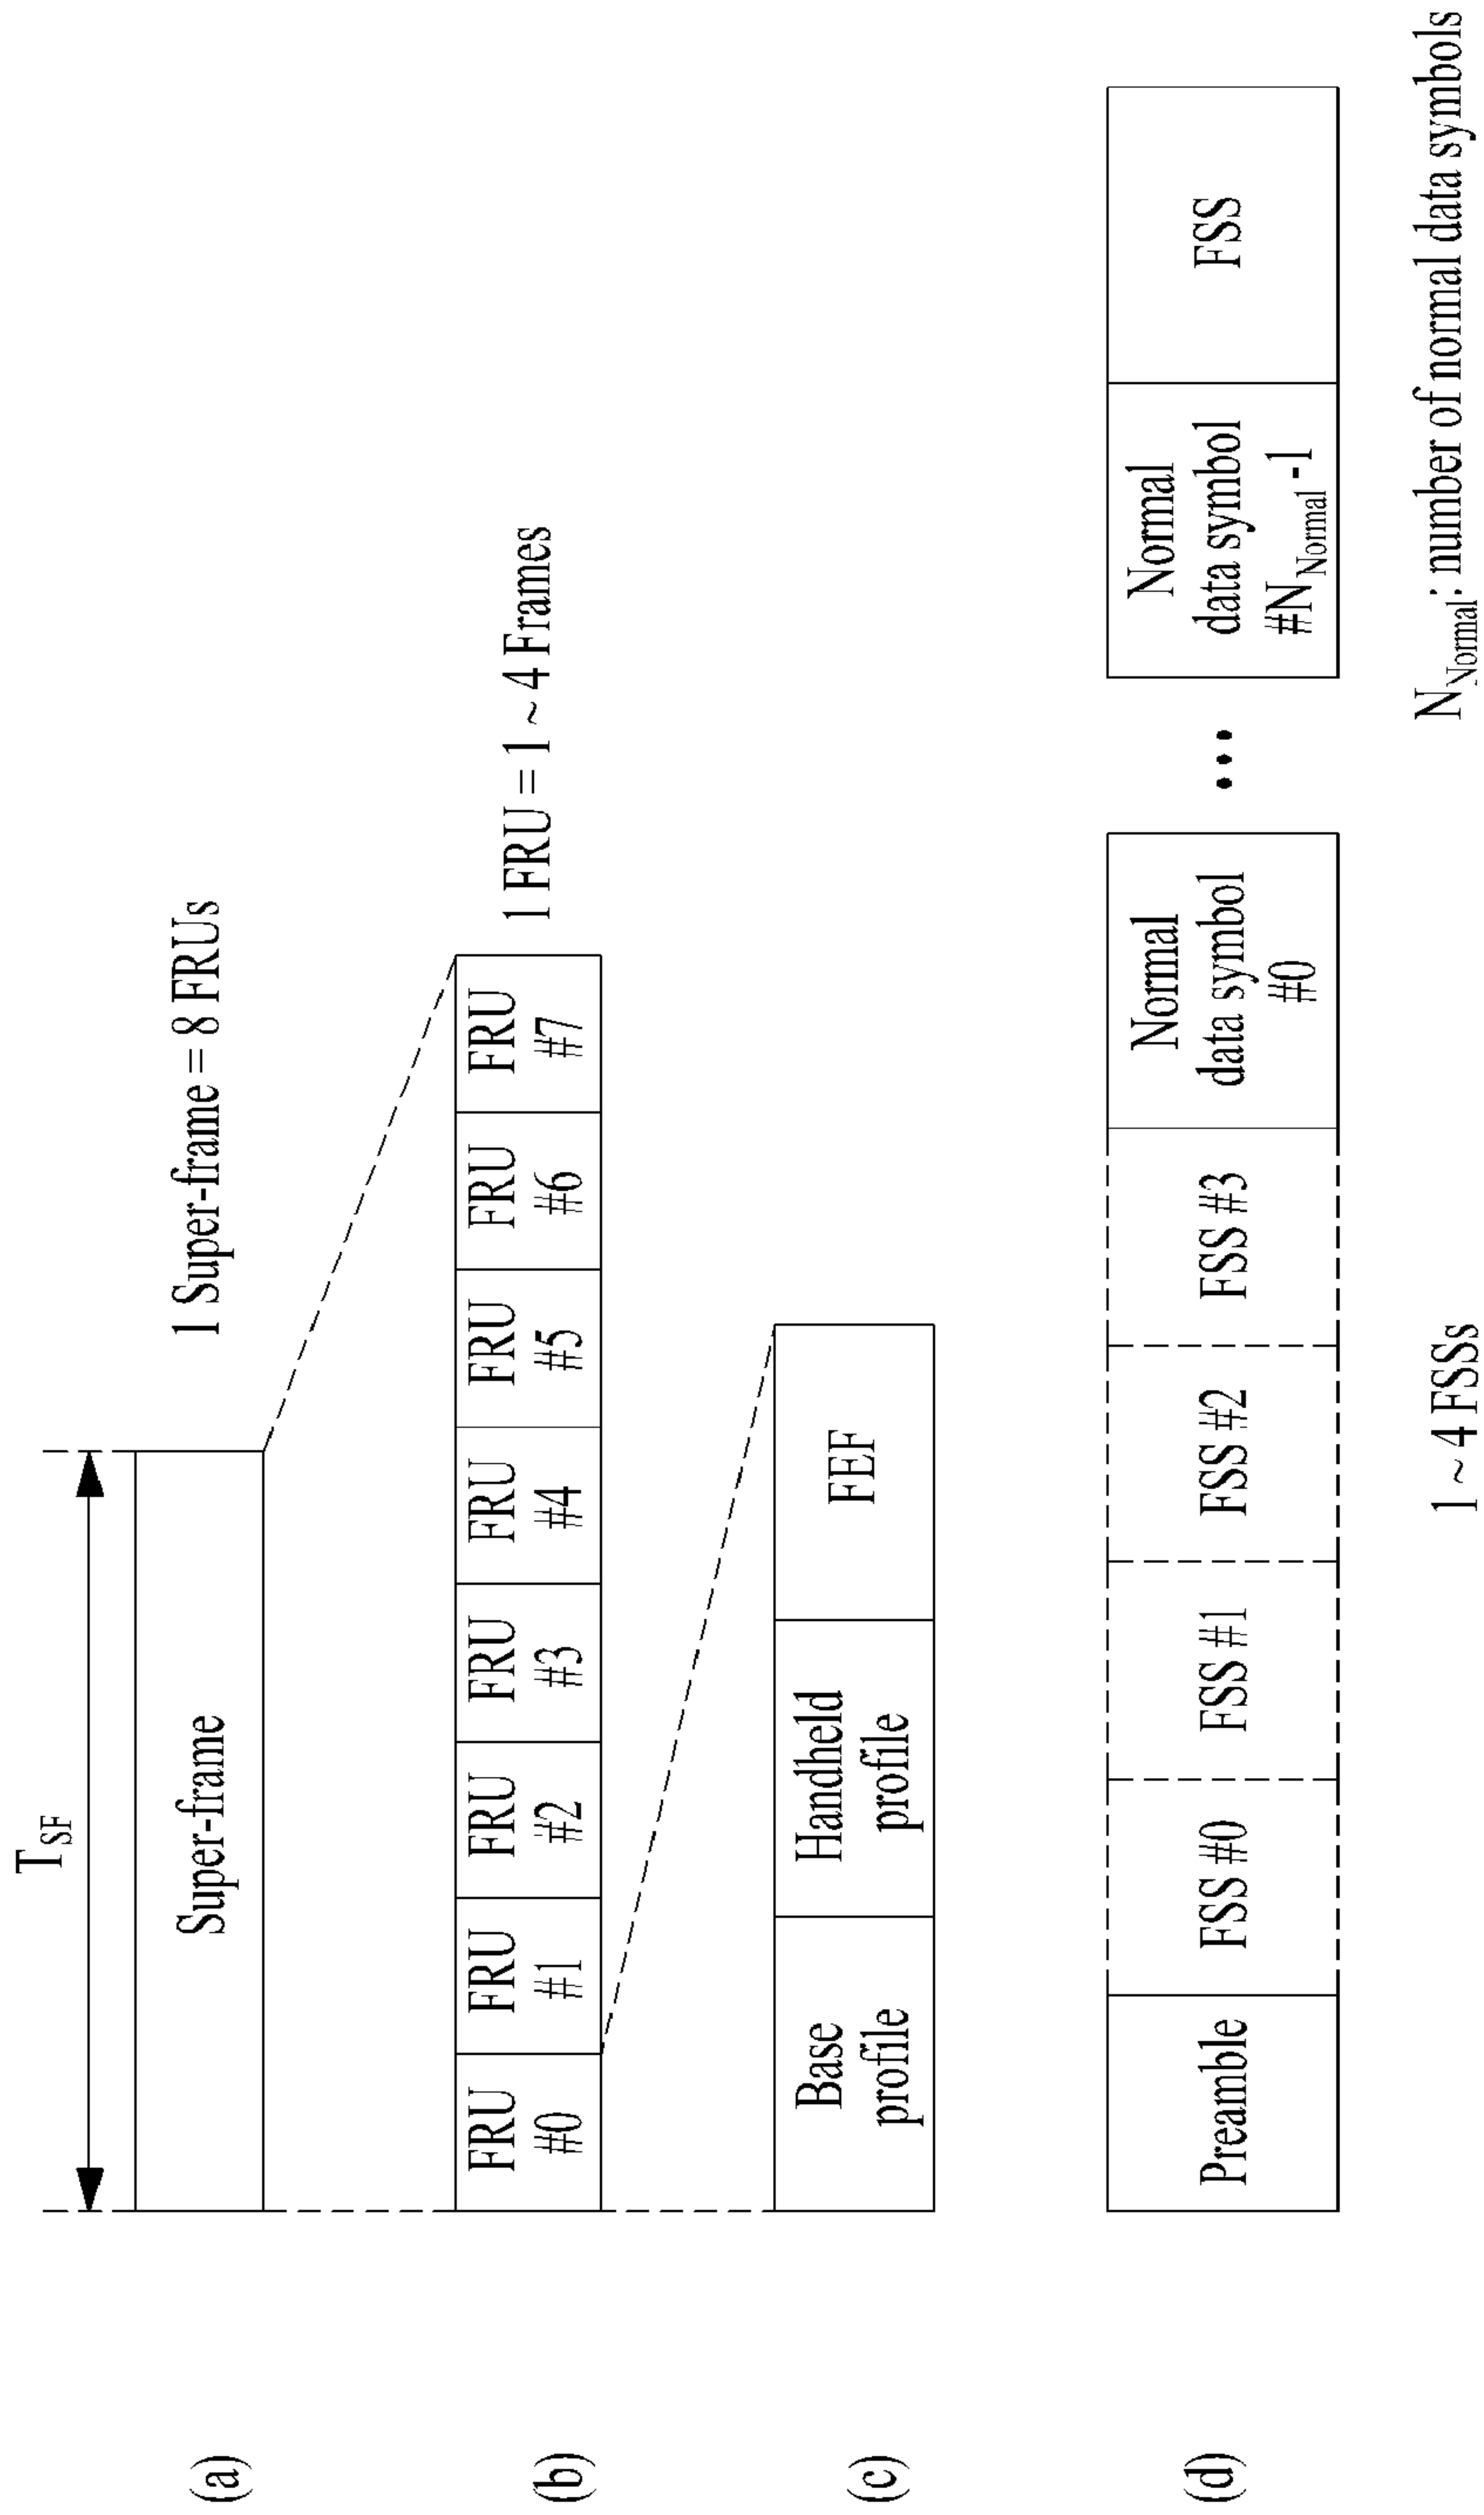 T_SF
(a)
Super-frame
1 Super-frame = 8 FRUs
(b)
FRU
#0
FRU
#1
FRU
#2
FRU
#3
FRU
#4
FRU
#5
FRU
#6
FRU
#7
1 FRU = 1 ~ 4 Frames
(c)
Base
profile
Handheld
profile
FEF
(d)
Preamble
FSS #0
FSS #1
FSS #2
FSS #3
Normal
data symbol
#0
•••
Normal
data symbol
#N_Normal-1
FSS
1 ~ 4 FSSs
N_Normal: number of normal data symbols